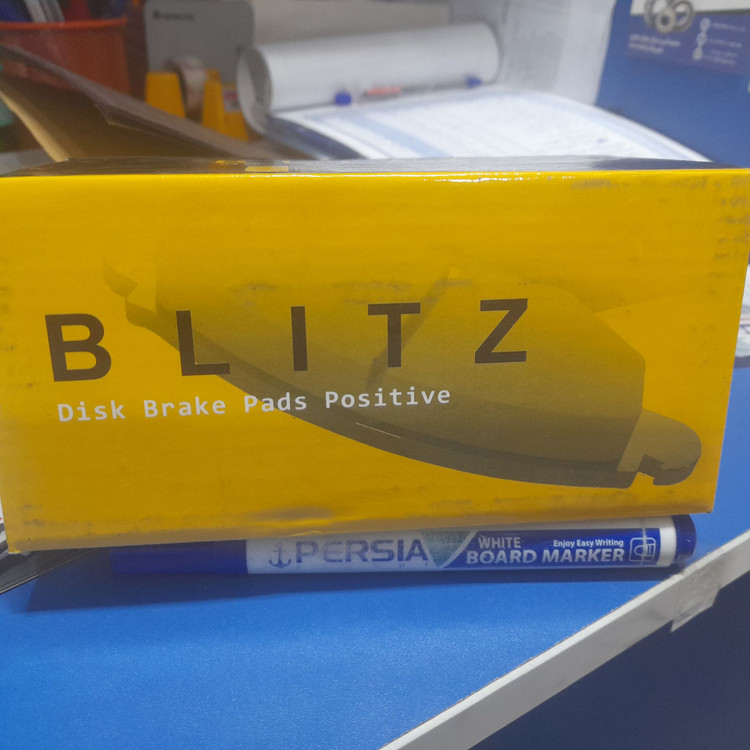 BLITZ
Disk Brake Pads Positive
PERSIA
WHITE
Enjoy Easy Writing
BOARD MARKER